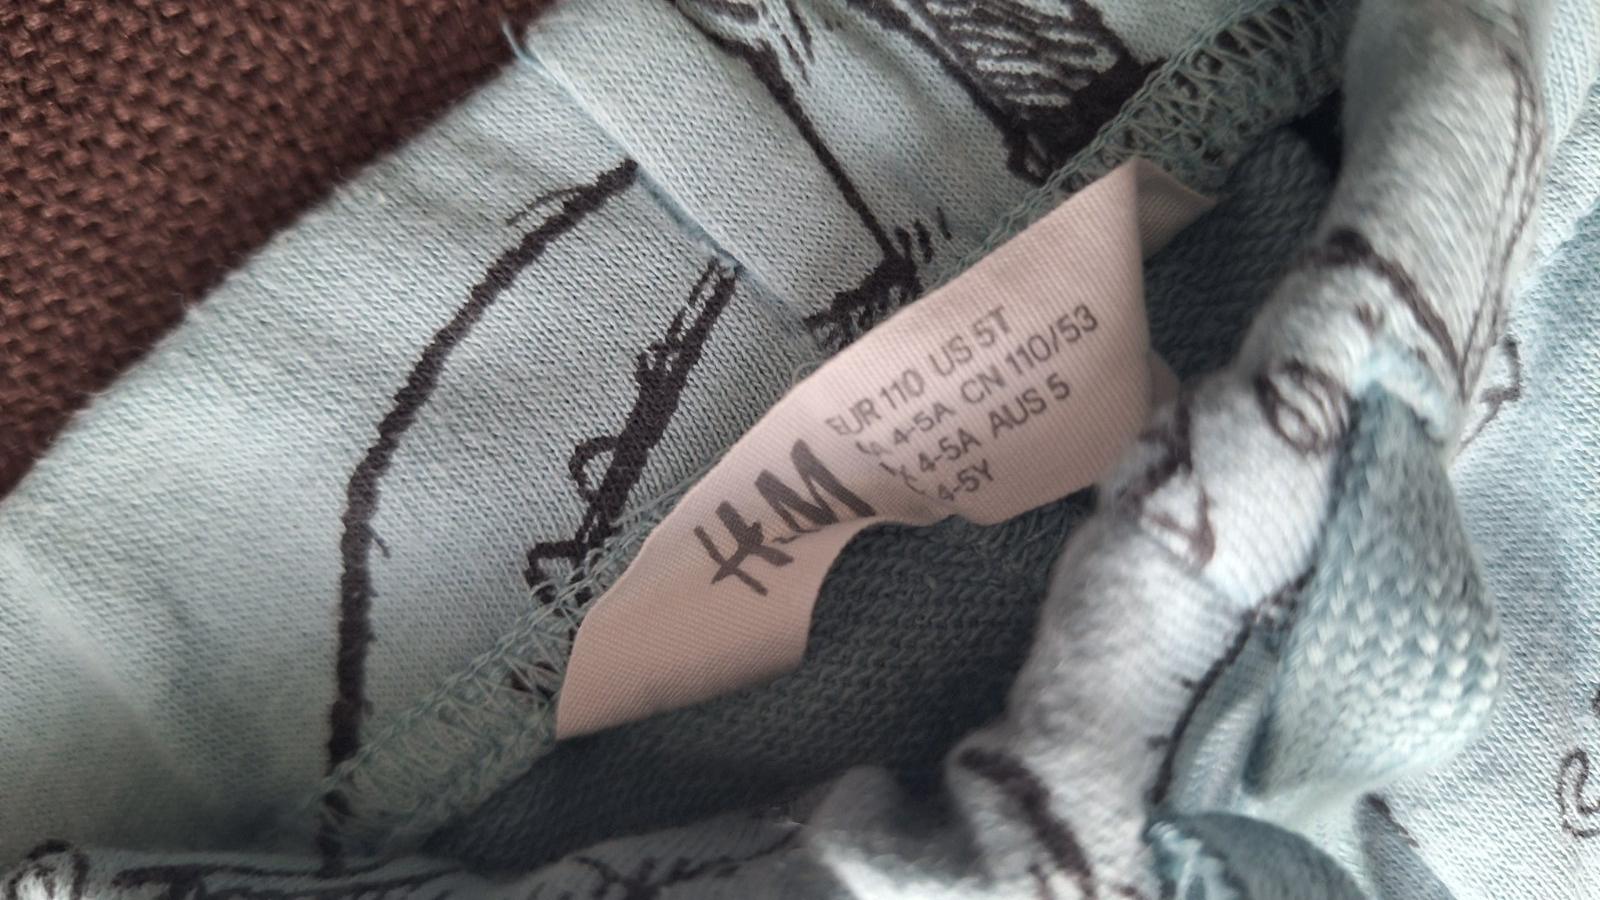 H&M
EUR 110 US 5T
4-5A CN 110/53
4-5A AUS 5
4-5Y